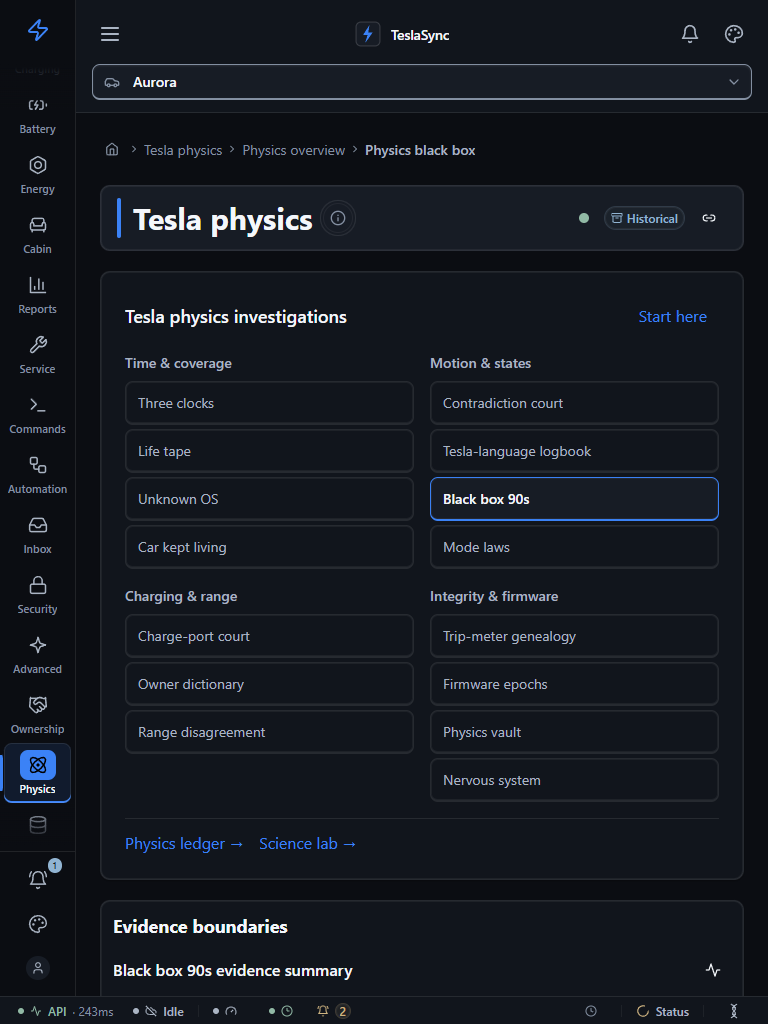 TeslaSync
Aurora
Charging
Battery
Energy
Cabin
Reports
Service
Commands
Automation
Inbox
Security
Advanced
Ownership
Physics
1
Tesla physics
Physics overview
Physics black box
Tesla physics
Historical
Tesla physics investigations
Start here
Time & coverage
Three clocks
Life tape
Unknown OS
Car kept living
Motion & states
Contradiction court
Tesla-language logbook
Black box 90s
Mode laws
Charging & range
Charge-port court
Owner dictionary
Range disagreement
Integrity & firmware
Trip-meter genealogy
Firmware epochs
Physics vault
Nervous system
Physics ledger →
Science lab →
Evidence boundaries
Black box 90s evidence summary
API · 243ms
Idle
2
Status